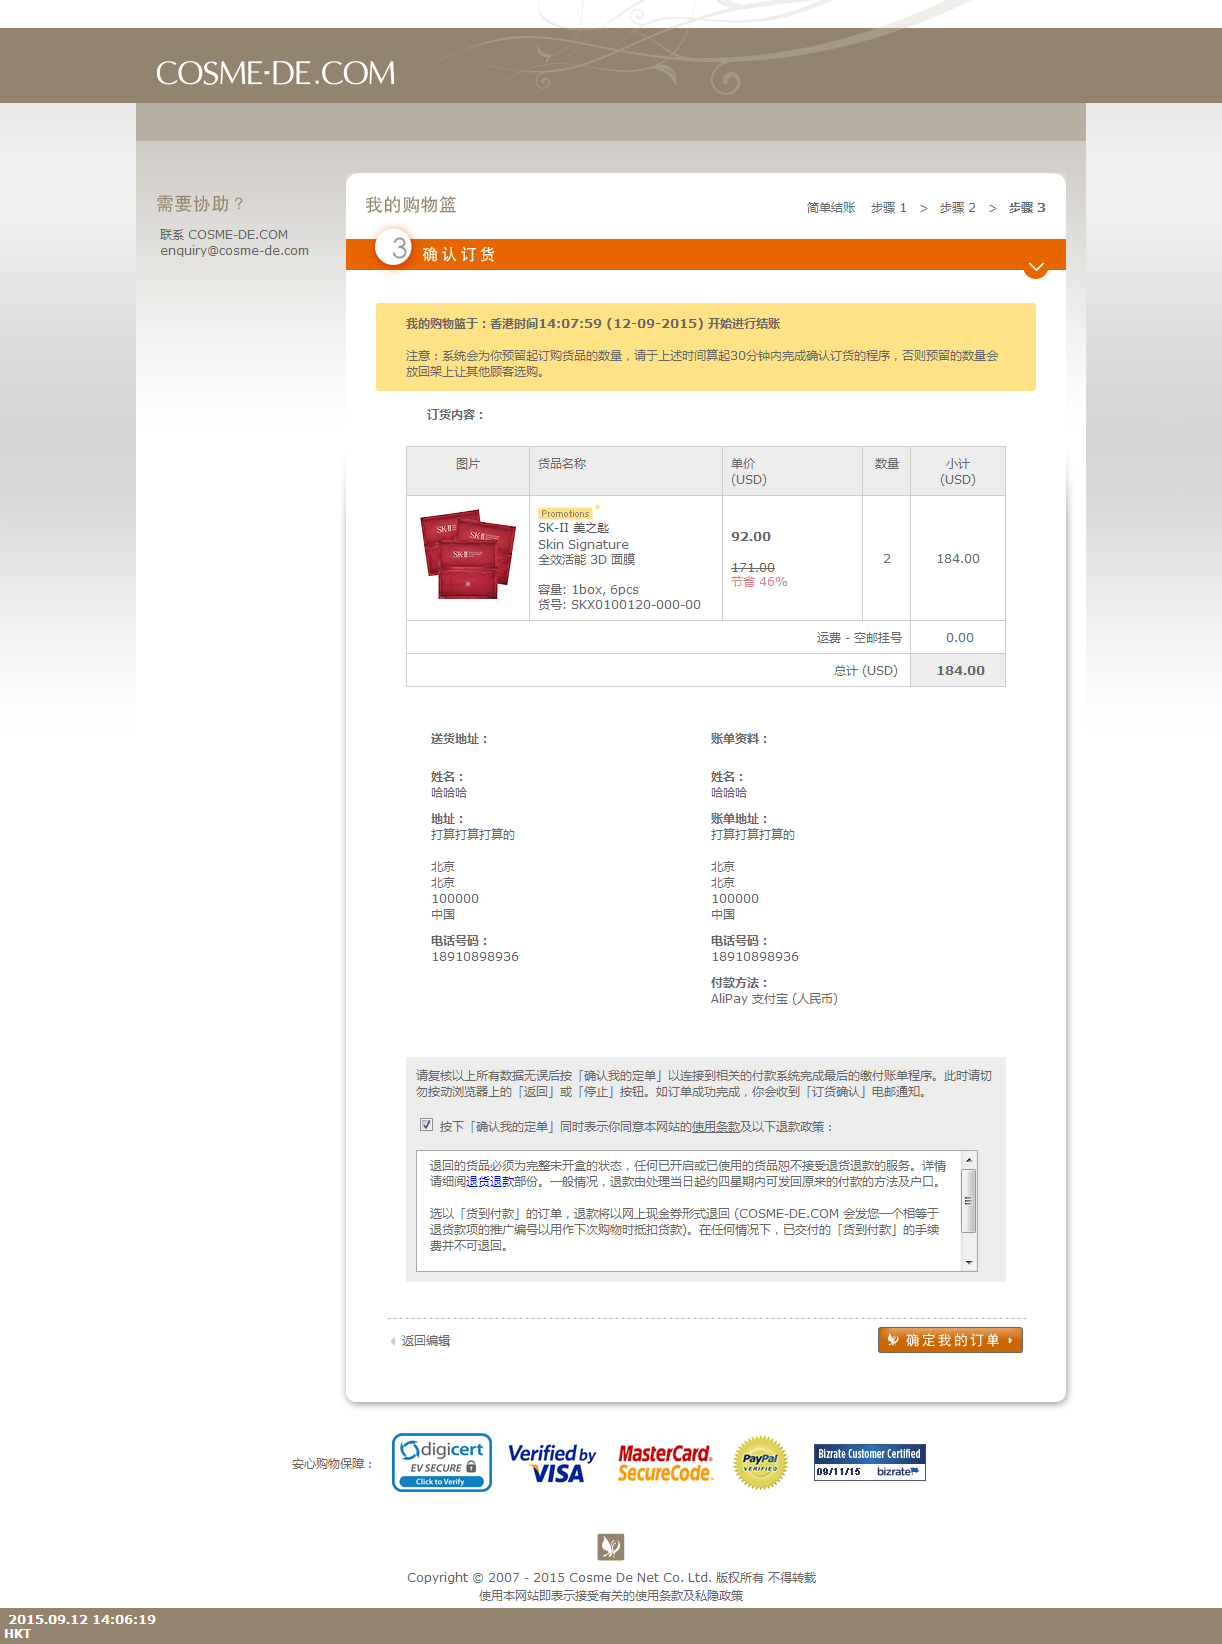 COSME-DE.COM
需要协助？
联系 COSME-DE.COM
enquiry@cosme-de.com
我的购物篮
简单结账 步骤 1 > 步骤 2 > 步骤 3
3 确认订货
我的购物篮于：香港时间14:07:59 (12-09-2015) 开始进行结账
注意：系统会为你预留起订购货品的数量，请于上述时间算起30分钟内完成确认订货的程序，否则预留的数量会
放回架上让其他顾客选购。
订货内容：
图片 货品名称 单价 (USD) 数量 小计 (USD)
Promotions
SK-II 美之匙
Skin Signature
全效活能 3D 面膜
容量: 1box, 6pcs
货号: SKX0100120-000-00
92.00
171.00
节省 46%
2
184.00
运费 - 空邮挂号 0.00
总计 (USD) 184.00
送货地址：
姓名：
哈哈哈
地址：
打算打算打算的
北京
北京
100000
中国
电话号码：
18910898936
账单资料：
姓名：
哈哈哈
账单地址：
打算打算打算的
北京
北京
100000
中国
电话号码：
18910898936
付款方法：
AliPay 支付宝 (人民币)
请复核以上所有数据无误后按「确认我的定单」以连接到相关的付款系统完成最后的缴付账单程序。此时请切
勿按动浏览器上的「返回」或「停止」按钮。如订单成功完成，你会收到「订货确认」电邮通知。
按下「确认我的定单」同时表示你同意本网站的使用条款及以下退款政策：
退回的货品必须为完整未开盒的状态，任何已开启或已使用的货品恕不接受退货退款的服务。详情
请细阅退货退款部份。一般情况，退款由处理当日起约四星期内可发回原来的付款的方法及户口。
选以「货到付款」的订单，退款将以网上现金券形式退回 (COSME-DE.COM 会发您一个相等于
退货款项的推广编号以用作下次购物时抵扣货款)。在任何情况下，已交付的「货到付款」的手续
费并不可退回。
返回编辑
确定我的订单
安心购物保障：
digicert
EV SECURE
Click to Verify
Verified by
VISA
MasterCard.
SecureCode.
PayPal
VERIFIED
Bizrate Customer Certified
09/11/15 bizrate
Copyright © 2007 - 2015 Cosme De Net Co. Ltd. 版权所有 不得转载
使用本网站即表示接受有关的使用条款及私隐政策
2015.09.12 14:06:19
HKT